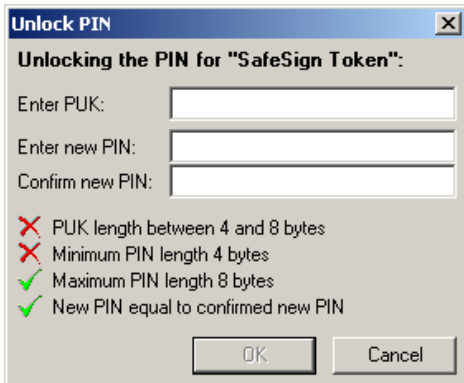 Unlock PIN
Unlocking the PIN for "SafeSign Token":
Enter PUK:
Enter new PIN:
Confirm new PIN:
PUK length between 4 and 8 bytes
Minimum PIN length 4 bytes
Maximum PIN length 8 bytes
New PIN equal to confirmed new PIN
OK Cancel